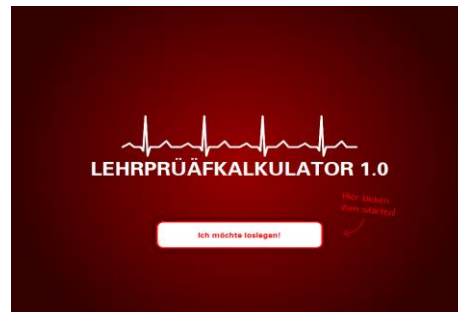 LEHRPRÜÄFKALKULATOR 1.0
Hier klicken
zum starten!
Ich möchte loslegen!